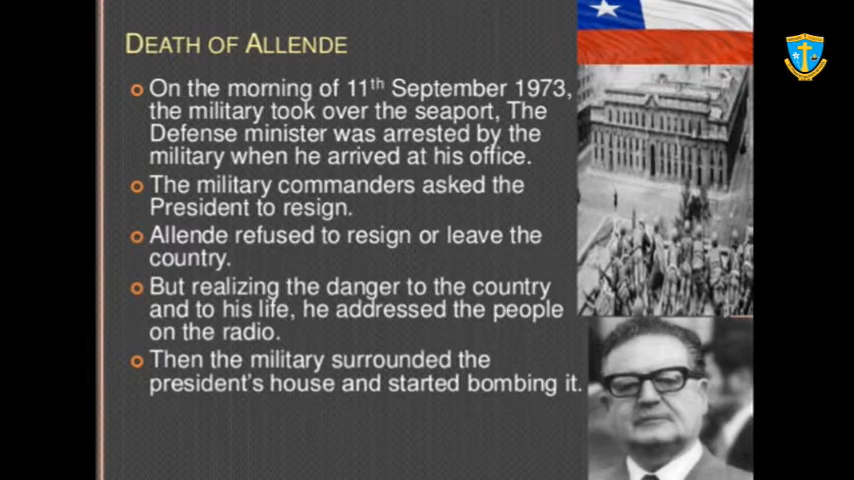 DEATH OF ALLENDE
On the morning of 11th September 1973,
the military took over the seaport, The
Defense minister was arrested by the
military when he arrived at his office.
The military commanders asked the
President to resign.
Allende refused to resign or leave the
country.
But realizing the danger to the country
and to his life, he addressed the people
on the radio.
Then the military surrounded the
president's house and started bombing it.